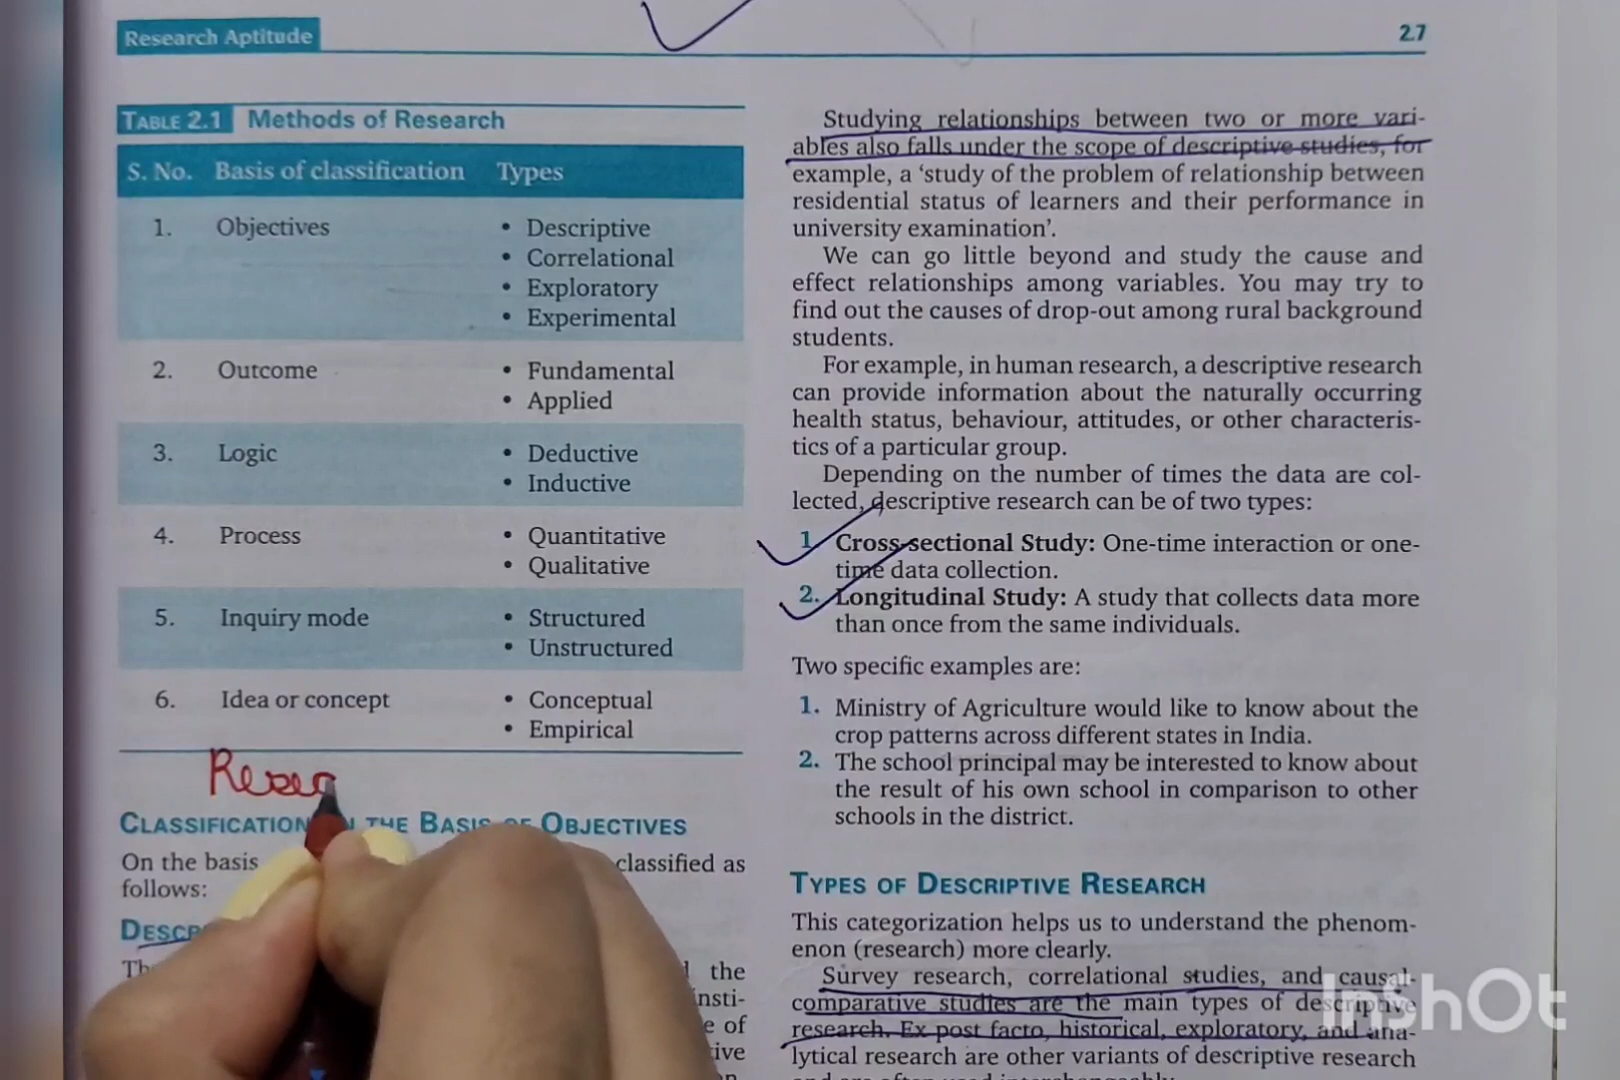 Research Aptitude
2.7
TABLE 2.1 Methods of Research
S. No. Basis of classification Types
1. Objectives • Descriptive
• Correlational
• Exploratory
• Experimental
2. Outcome • Fundamental
• Applied
3. Logic • Deductive
• Inductive
4. Process • Quantitative
• Qualitative
5. Inquiry mode • Structured
• Unstructured
6. Idea or concept • Conceptual
• Empirical
CLASSIFICATION THE BASIS OF OBJECTIVES
On the basis classified as
follows:
the
Studying relationships between two or more vari-
ables also falls under the scope of descriptive studies, for
example, a ‘study of the problem of relationship between
residential status of learners and their performance in
university examination’.
We can go little beyond and study the cause and
effect relationships among variables. You may try to
find out the causes of drop-out among rural background
students.
For example, in human research, a descriptive research
can provide information about the naturally occurring
health status, behaviour, attitudes, or other characteris-
tics of a particular group.
Depending on the number of times the data are col-
lected, descriptive research can be of two types:
1. Cross-sectional Study: One-time interaction or one-
time data collection.
2. Longitudinal Study: A study that collects data more
than once from the same individuals.
Two specific examples are:
1. Ministry of Agriculture would like to know about the
crop patterns across different states in India.
2. The school principal may be interested to know about
the result of his own school in comparison to other
schools in the district.
TYPES OF DESCRIPTIVE RESEARCH
This categorization helps us to understand the phenom-
enon (research) more clearly.
Survey research, correlational studies, and causal-
comparative studies are the main types of descriptive
research. Ex post facto, historical, exploratory, and ana-
lytical research are other variants of descriptive research
InShOt